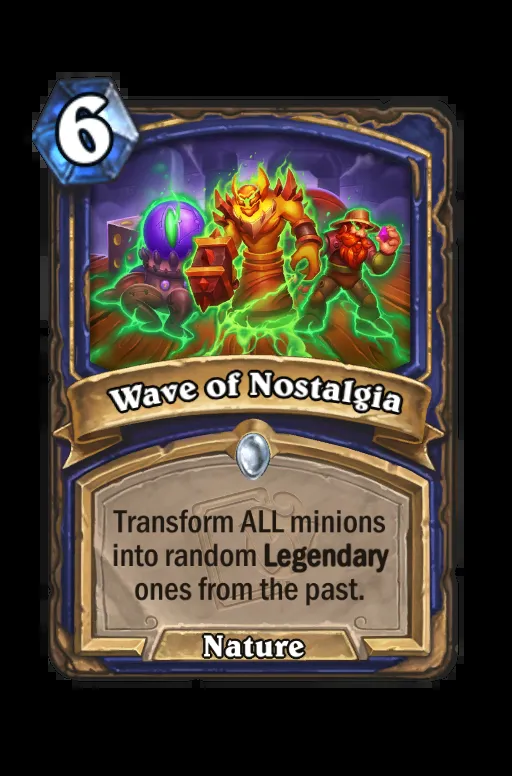 6
Wave of Nostalgia
Transform ALL minions
into random Legendary
ones from the past.
Nature